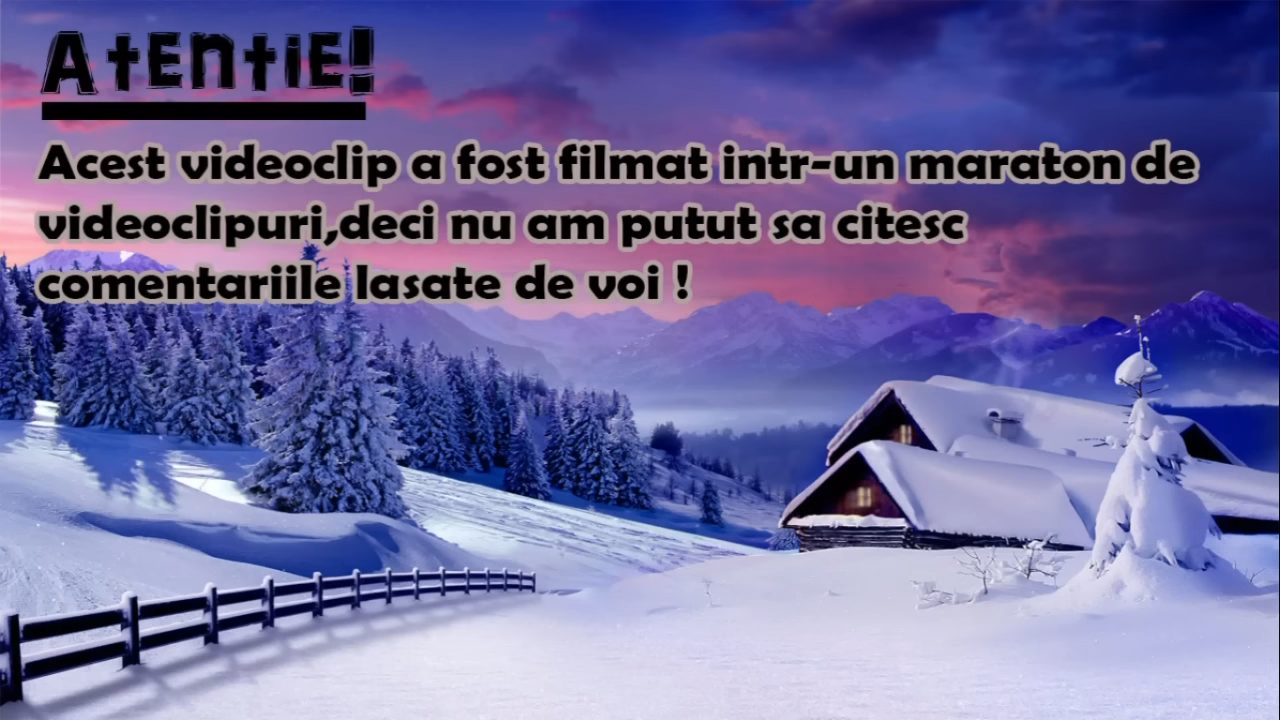 AtEntiE!
Acest videoclip a fost filmat intr-un maraton de
videoclipuri,deci nu am putut sa citesc
comentariile lasate de voi !